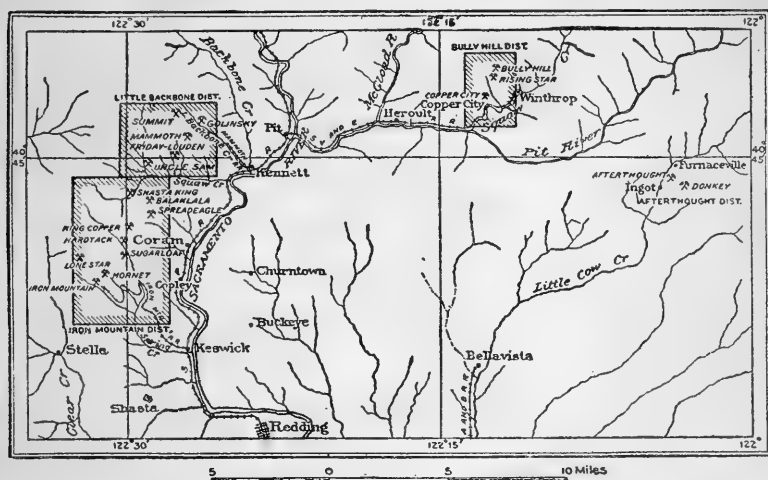 122° 30'
122° 15'
122°
Backbone Cr
McCloud R
BULLY HILL DIST.
BULLY HILL
RISING STAR
COPPER CITY
Copper City
Winthrop
Squaw
Heroult
LITTLE BACKBONE DIST.
SUMMIT
GOLINSKY
MAMMOTH
FRIDAY-LOUDEN
UNCLE SAM
Pit
RIVER
Pit River
40
45
40
45
Kennett
Squaw Cr
SHASTA KING
BALAKLALA
SPREADEAGLE
Furnaceville
AFTERTHOUGHT
Ingot
DONKEY
AFTERTHOUGHT DIST.
KING COPPER
HARDTACK
Coram
SUGARLOAF
SACRAMENTO
LONE STAR
HORNET
IRON MOUNTAIN
Copley
IRON MOUNTAIN DIST.
Churntown
Little Cow Cr
Buckeye
Stella
Keswick
Bellavista
Clear Cr
Shasta
Redding
122° 30'
122° 15'
122°
5 0 5 10 Miles